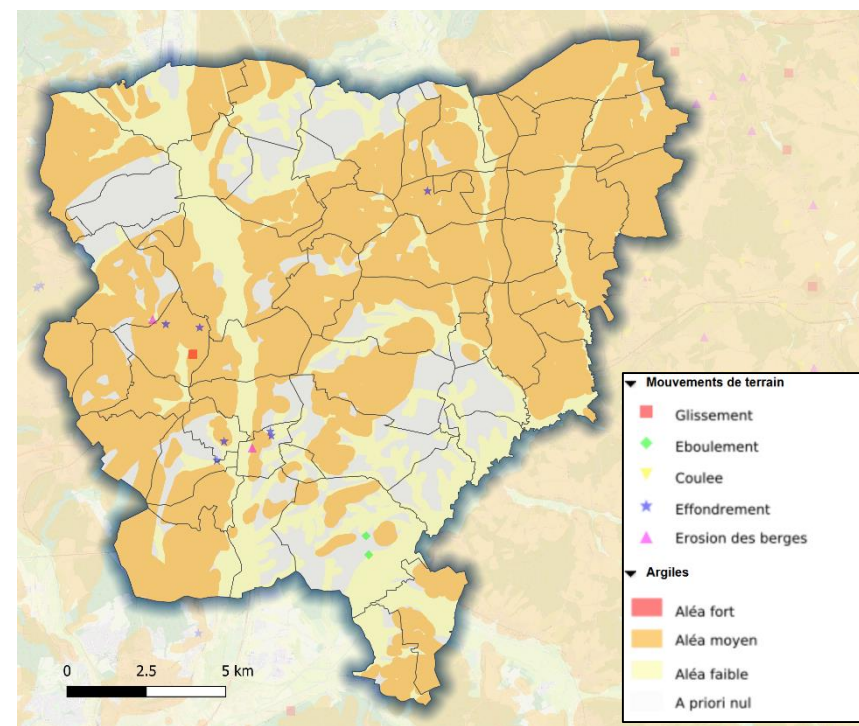 0 2.5 5 km
Mouvements de terrain
Glissement
Eboulement
Coulee
Effondrement
Erosion des berges
Argiles
Aléa fort
Aléa moyen
Aléa faible
A priori nul